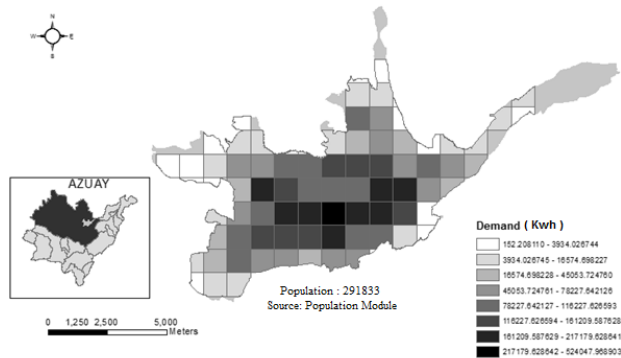 N
W E
S
AZUAY
0 1,250 2,500 5,000
Meters
Population : 291833
Source: Population Module
Demand ( Kwh )
152.208110 - 3934.026744
3934.026745 - 16574.698227
16574.698228 - 45053.724760
45053.724761 - 78227.642126
78227.642127 - 116227.626593
116227.626594 - 161209.587628
161209.587629 - 217179.628641
217179.628642 - 524047.968903